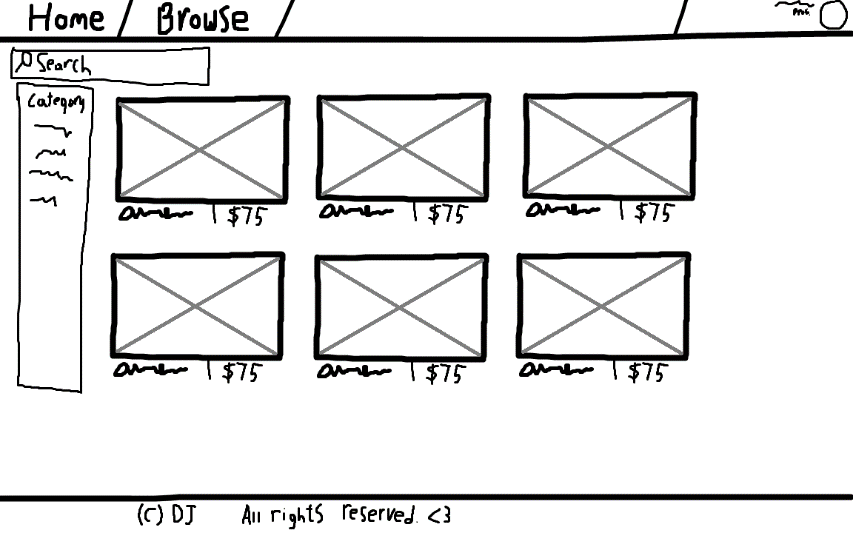 Home / Browse /
Search
Category
$75 $75 $75
$75 $75 $75
(C) DJ All rights reserved. <3